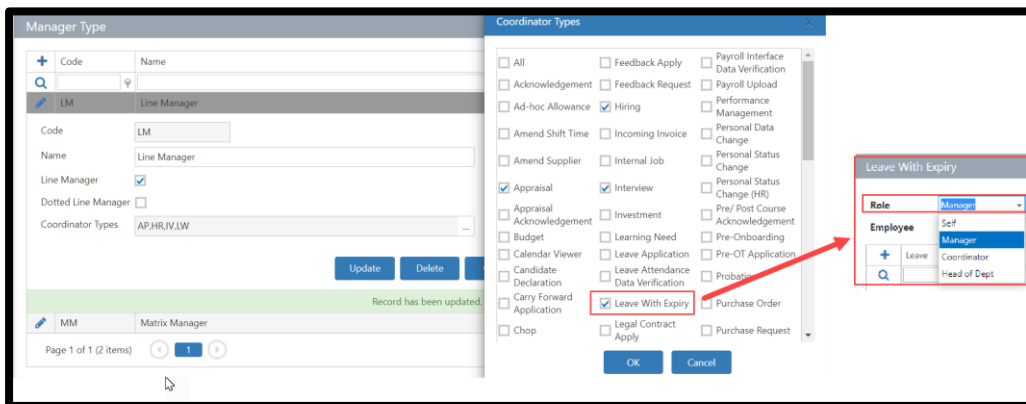 Manager Type
Code Name
LM Line Manager
Code LM
Name Line Manager
Line Manager
Dotted Line Manager
Coordinator Types AP,HR,IV,LW ...
Update Delete
Record has been updated.
MM Matrix Manager
Page 1 of 1 (2 items) 1
Coordinator Types
All Feedback Apply Payroll Interface
Data Verification
Acknowledgement Feedback Request Payroll Upload
Ad-hoc Allowance Hiring Performance
Management
Amend Shift Time Incoming Invoice Personal Data
Change
Amend Supplier Internal Job Personal Status
Change
Appraisal Interview Personal Status
Change (HR)
Appraisal
Acknowledgement Investment Pre/ Post Course
Acknowledgement
Budget Learning Need Pre-Onboarding
Calendar Viewer Leave Application Pre-OT Application
Candidate
Declaration Leave Attendance
Data Verification
Carry Forward
Application Leave With Expiry Purchase Order
Chop Legal Contract
Apply Purchase Request
OK Cancel
Leave With Expiry
Role Manager
Employee Self
Manager
Leave Coordinator
Head of Dept